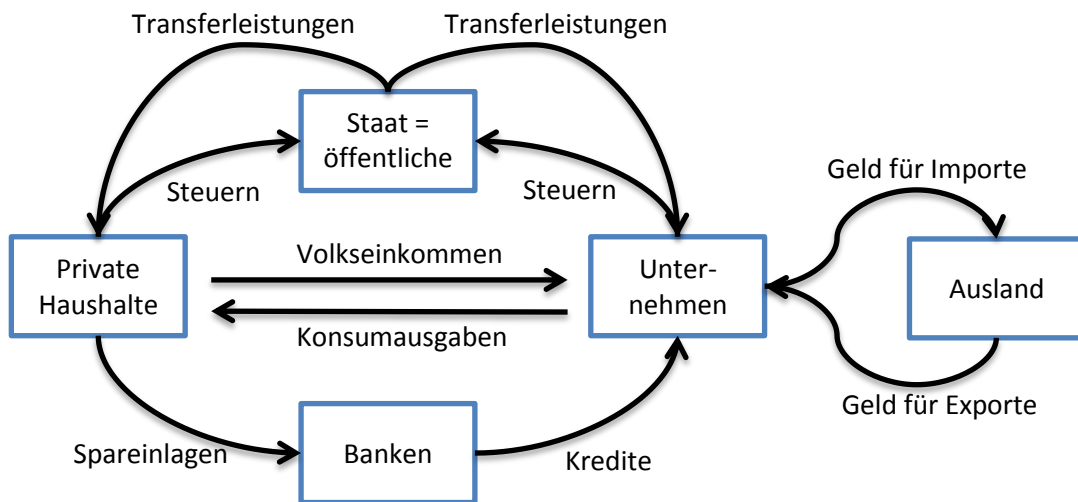 Transferleistungen
Transferleistungen
Staat =
öffentliche
Steuern
Steuern
Geld für Importe
Private
Haushalte
Volkseinkommen
Konsumausgaben
Unter-
nehmen
Ausland
Geld für Exporte
Spareinlagen
Banken
Kredite